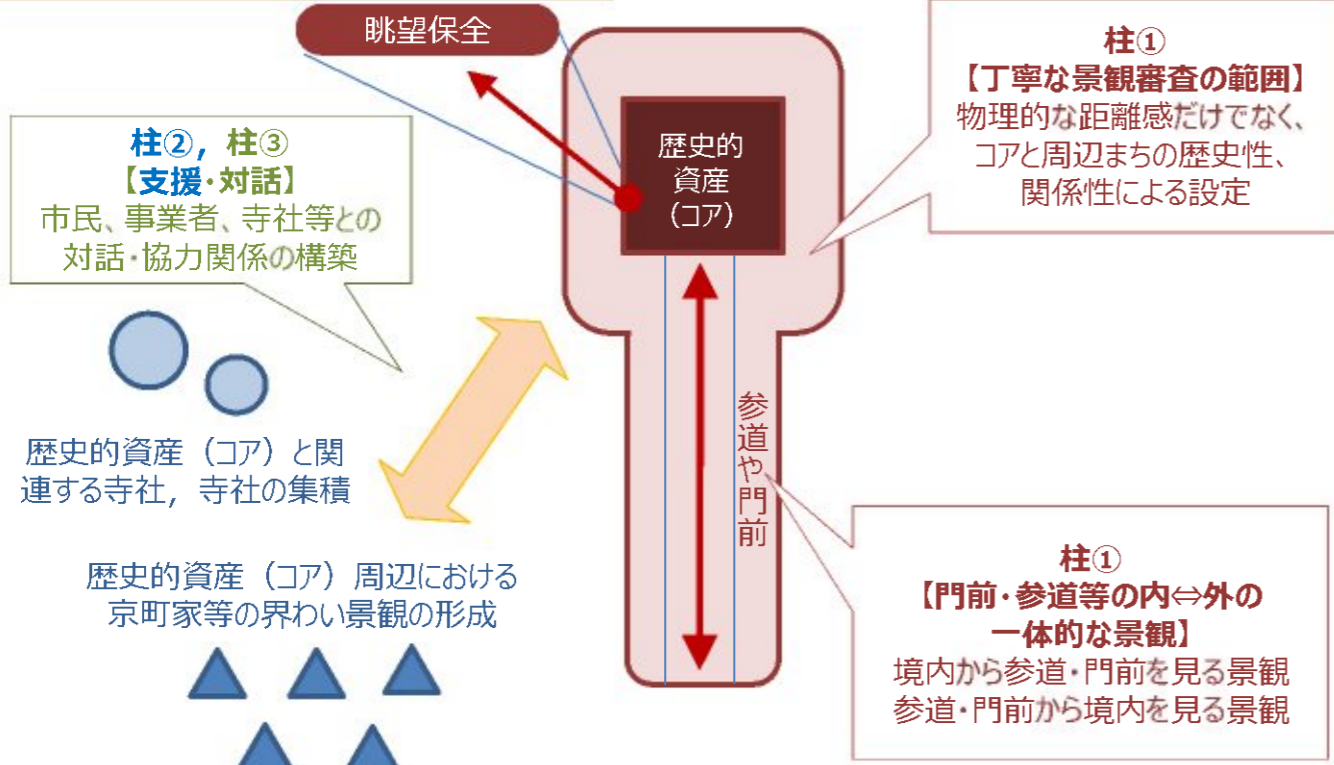 眺望保全
柱①
【丁寧な景観審査の範囲】
物理的な距離感だけでなく、
コアと周辺まちの歴史性、
関係性による設定
柱②，柱③
【支援・対話】
市民、事業者、寺社等との
対話・協力関係の構築
歴史的
資産
（コア）
参道や門前
歴史的資産（コア）と関
連する寺社，寺社の集積
歴史的資産（コア）周辺における
京町家等の界わい景観の形成
柱①
【門前・参道等の内⇔外の
一体的な景観】
境内から参道・門前を見る景観
参道・門前から境内を見る景観